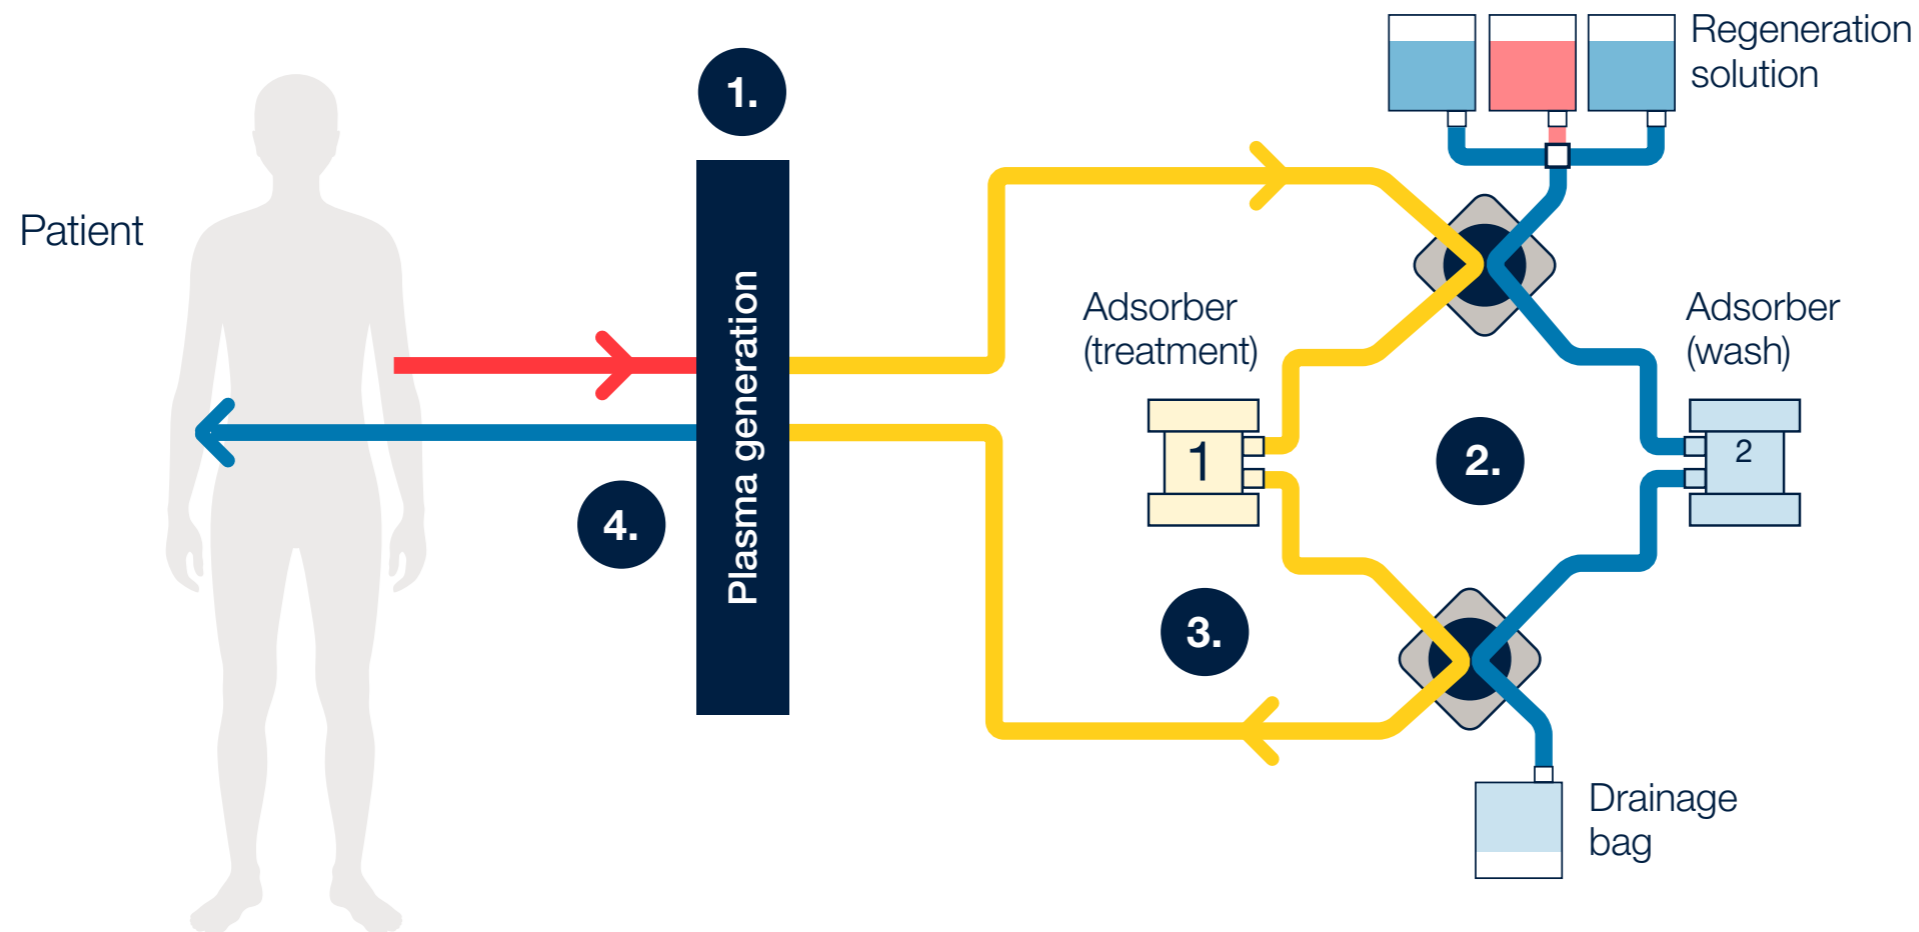 Regeneration
solution
1.
Patient
Plasma generation
Adsorber
(treatment)
Adsorber
(wash)
1
2.
2
4.
3.
Drainage
bag